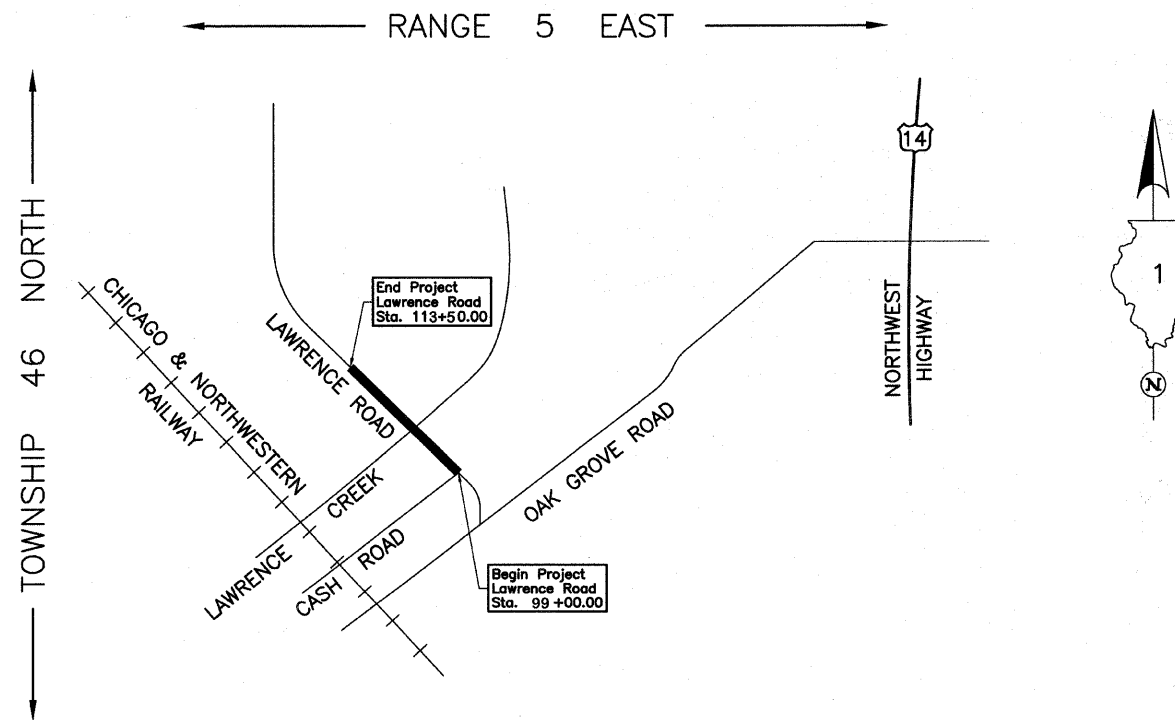 RANGE 5 EAST
TOWNSHIP 46 NORTH
14
NORTHWEST
HIGHWAY
1
N
End Project
Lawrence Road
Sta. 113+50.00
LAWRENCE ROAD
CHICAGO & NORTHWESTERN
RAILWAY
LAWRENCE CREEK
CASH ROAD
OAK GROVE ROAD
Begin Project
Lawrence Road
Sta. 99+00.00